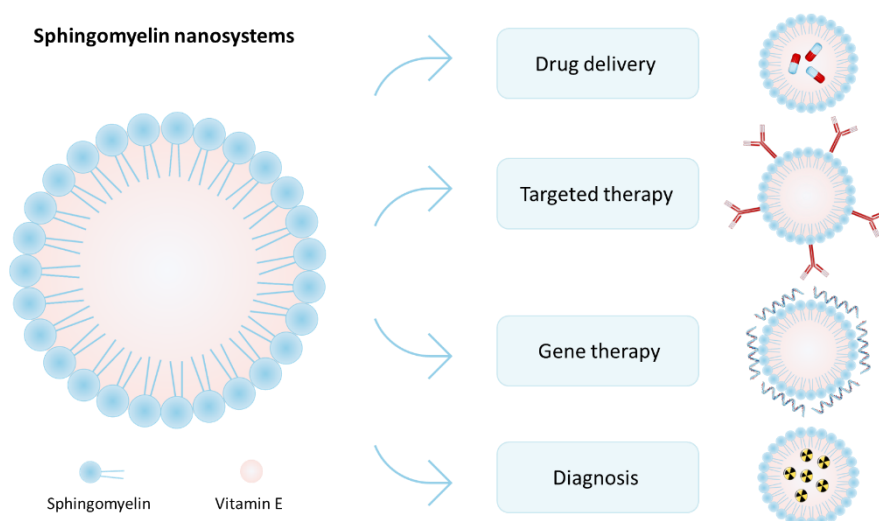 Sphingomyelin nanosystems
Drug delivery
Targeted therapy
Gene therapy
Diagnosis
Sphingomyelin
Vitamin E